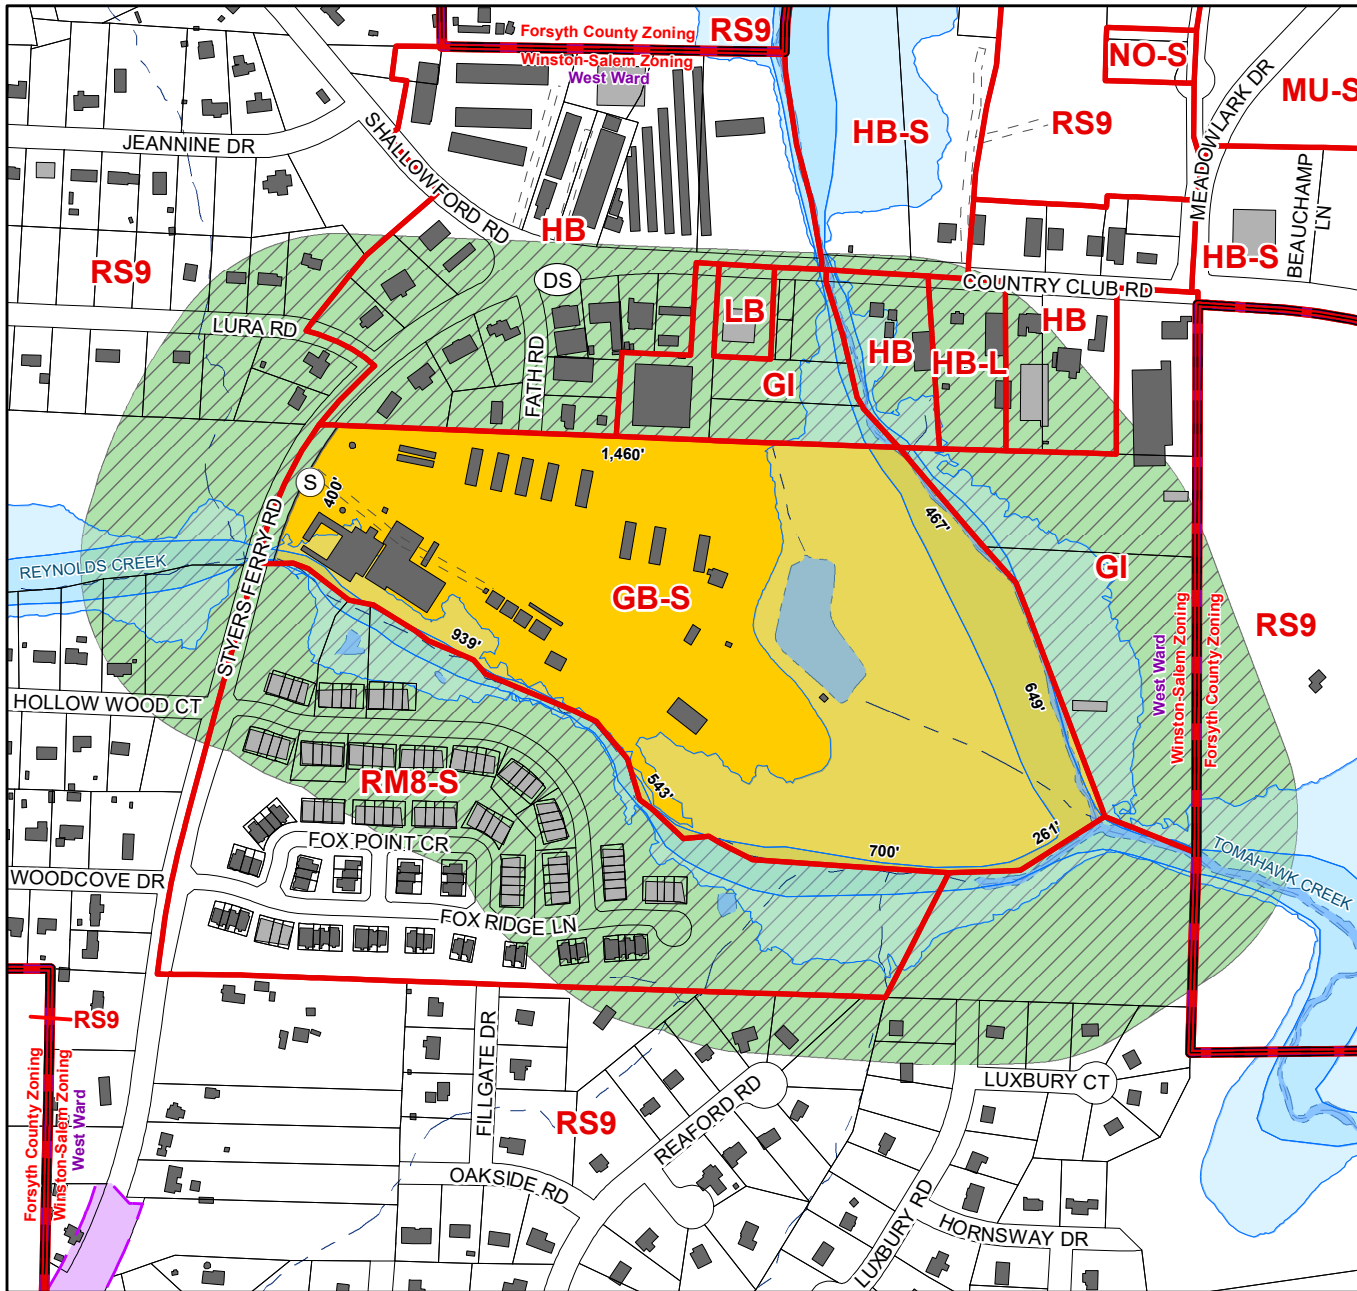 Forsyth County Zoning
RS9
Winston-Salem Zoning
West Ward
NO-S
MU-S
MEADOWLARK DR
HB-S
RS9
JEANNINE DR
SHALLOWFORD RD
BEAUCHAMP
LN
HB
HB-S
RS9
DS
COUNTRY CLUB RD
LURA RD
LB
HB
FATH RD
HB
HB-L
GI
1,460'
S
400'
467'
STYERS FERRY RD
REYNOLDS CREEK
GI
GB-S
RS9
939'
West Ward
Winston-Salem Zoning
Forsyth County Zoning
649'
HOLLOW WOOD CT
RM8-S
543'
FOX POINT CR
700'
261'
TOMAHAWK CREEK
WOODCOVE DR
FOX RIDGE LN
RS9
FILLGATE DR
Forsyth County Zoning
Winston-Salem Zoning
West Ward
LUXBURY CT
RS9
REAFORD RD
OAKSIDE RD
LUXBURY RD
HORNSWAY DR